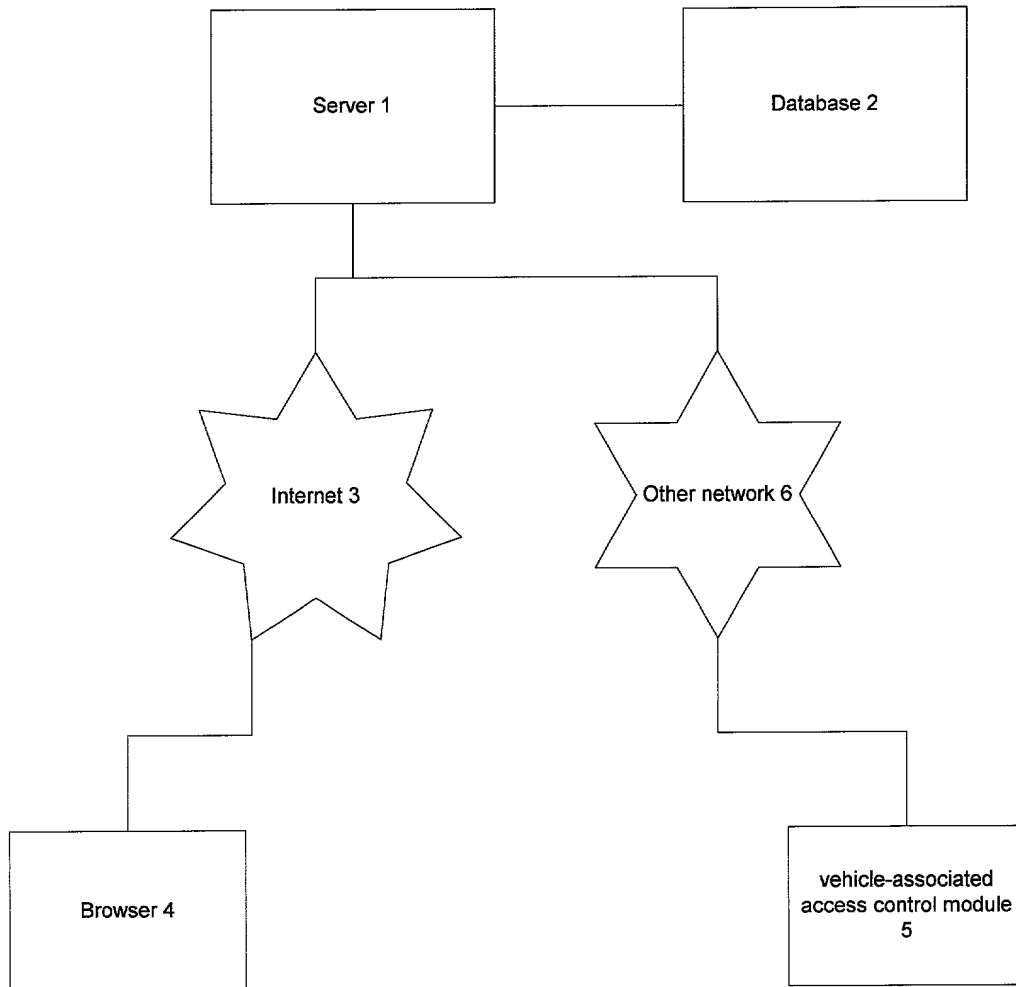 Server 1
Database 2
Internet 3
Other network 6
Browser 4
vehicle-associated
access control module
5